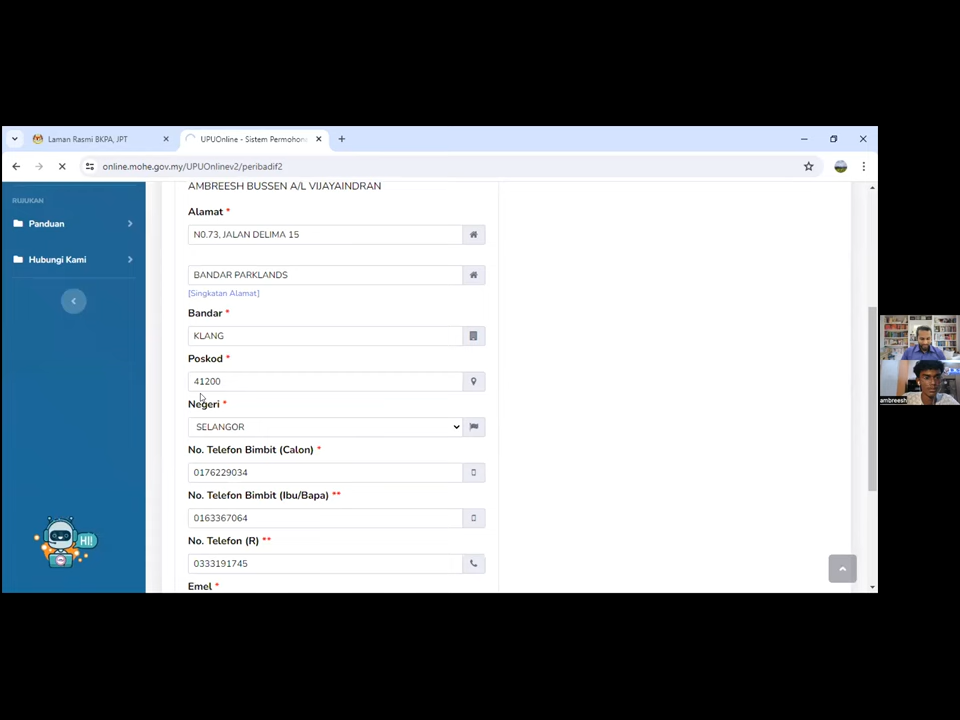 Laman Rasmi BKPA, JPT
UPUOnline - Sistem Permohon
online.mohe.gov.my/UPUOnlinev2/peribadif2
RUJUKAN
Panduan
Hubungi Kami
HI!
AMBREESH BUSSEN A/L VIJAYAINDRAN
Alamat *
N0.73, JALAN DELIMA 15
BANDAR PARKLANDS
[Singkatan Alamat]
Bandar *
KLANG
Poskod *
41200
Negeri *
SELANGOR
No. Telefon Bimbit (Calon) *
0176229034
No. Telefon Bimbit (Ibu/Bapa) **
0163367064
No. Telefon (R) **
0333191745
Emel *
ambreesh